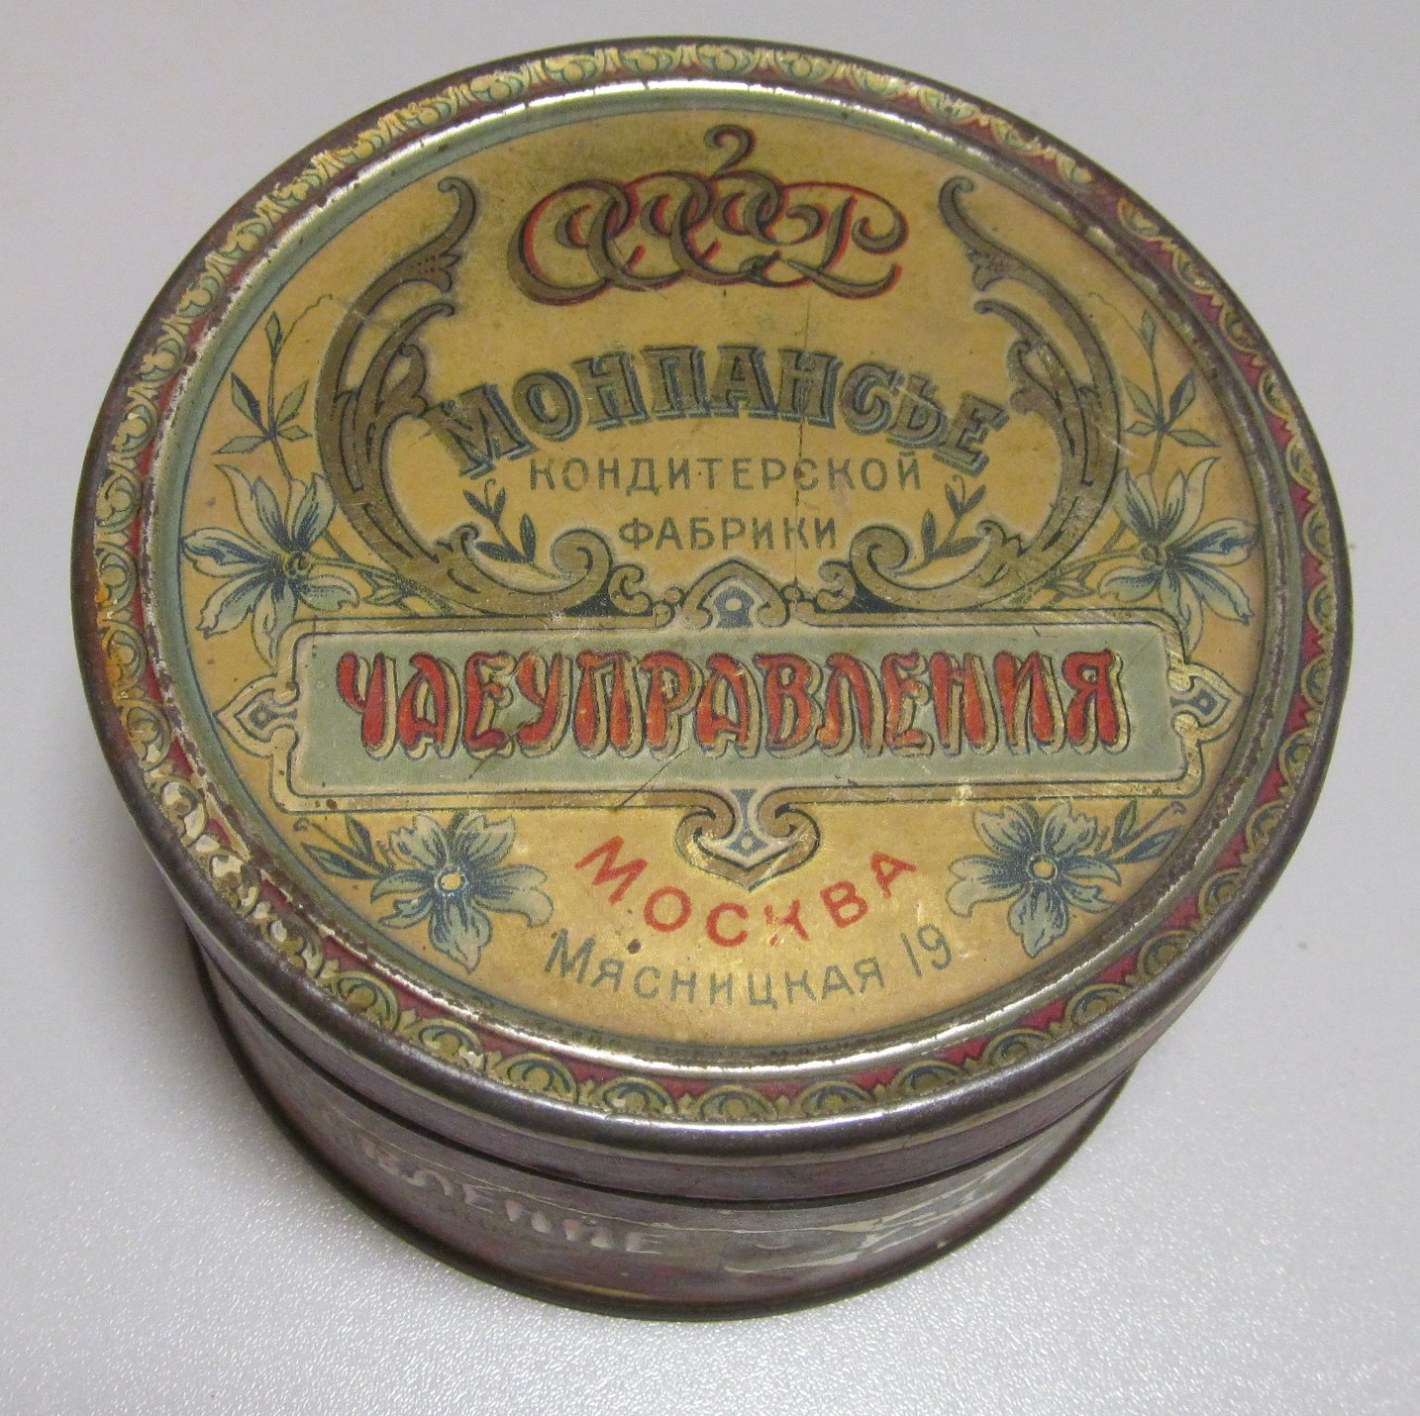 СССР
МОНПАНСЬЕ
КОНДИТЕРСКОЙ
ФАБРИКИ
ЧАЕУПРАВЛЕНИЯ
МОСКВА
МЯСНИЦКАЯ 19